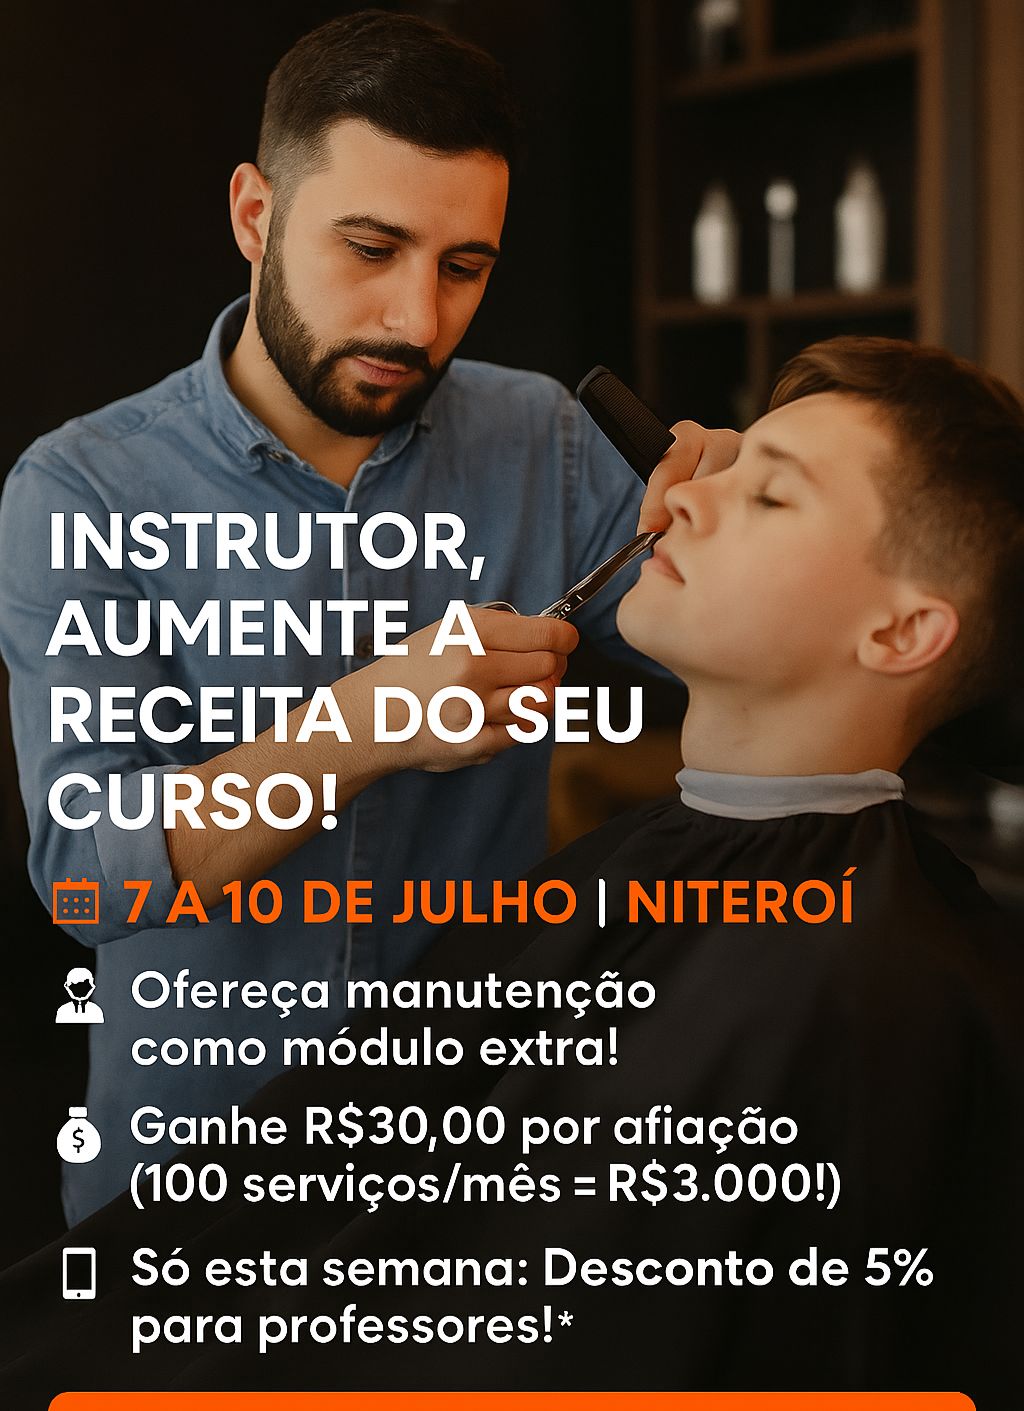 INSTRUTOR,
AUMENTE A
RECEITA DO SEU
CURSO!
7 A 10 DE JULHO | NITEROÍ
Ofereça manutenção
como módulo extra!
Ganhe R$30,00 por afiação
(100 serviços/mês = R$3.000!)
Só esta semana: Desconto de 5%
para professores!*